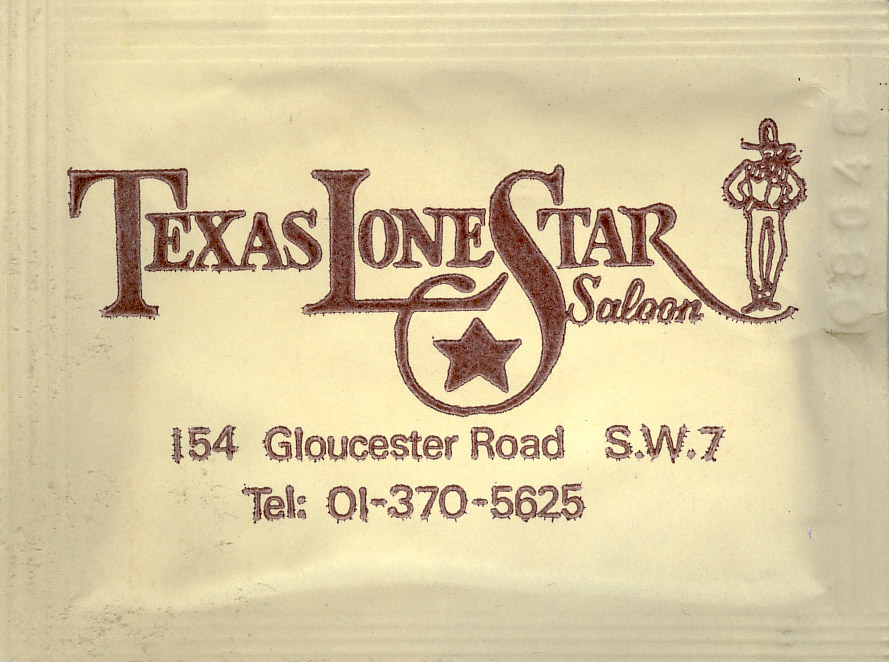 Texas Lone Star
Saloon
154 Gloucester Road S.W.7
Tel: 01-370-5625